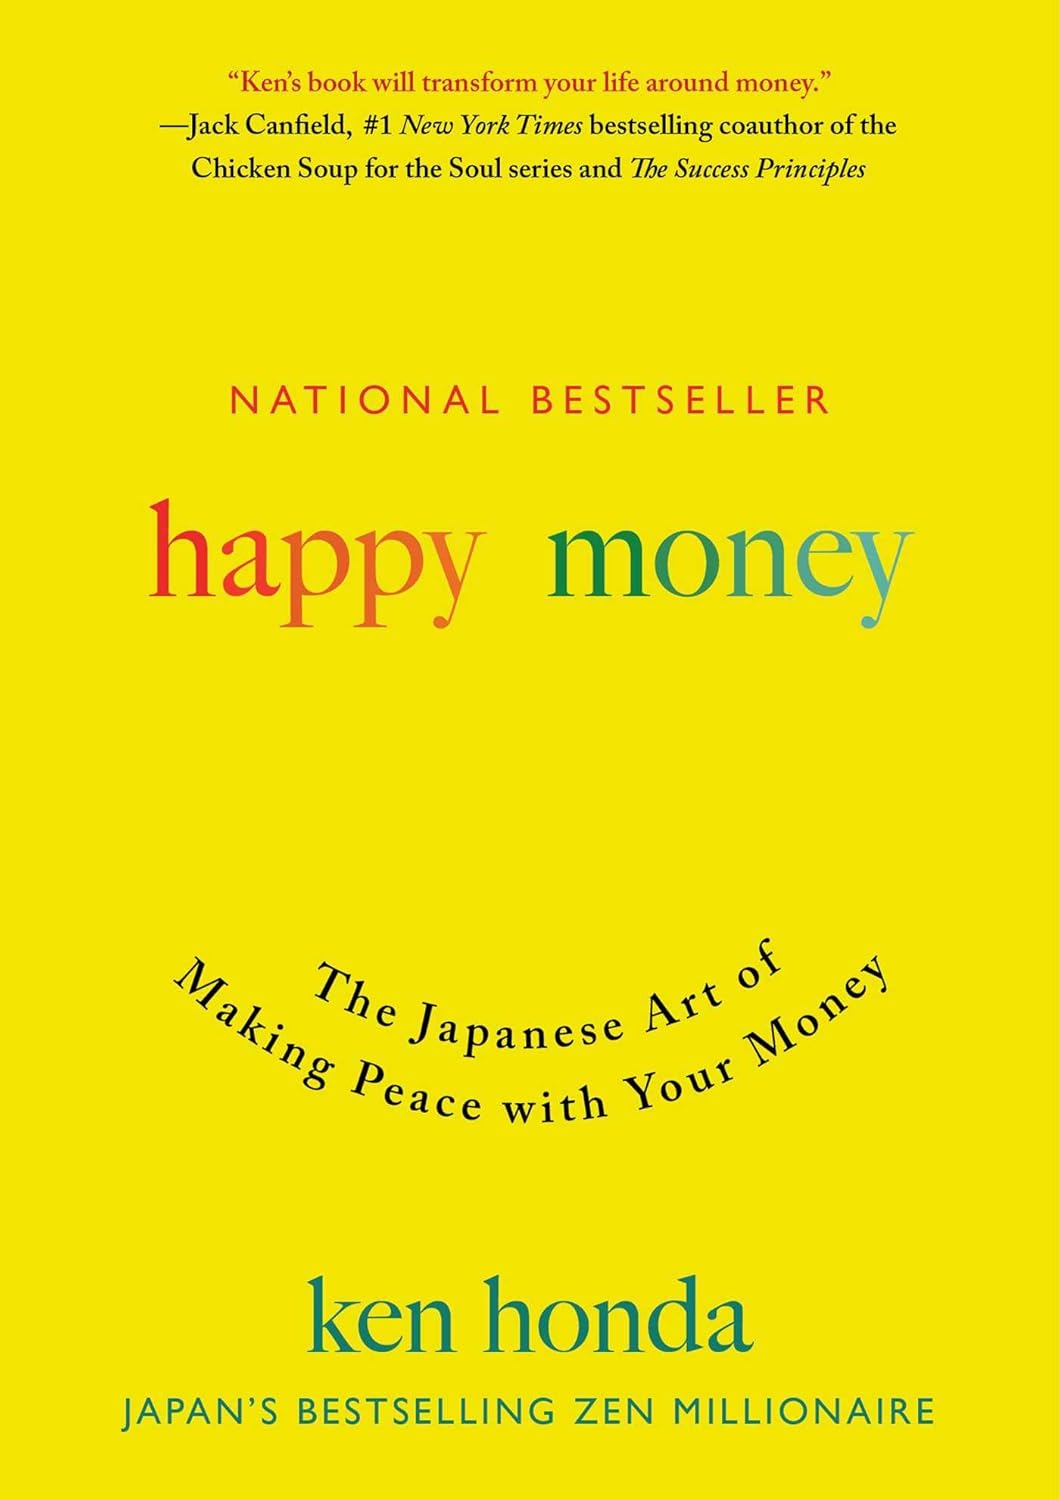 “Ken’s book will transform your life around money.”
—Jack Canfield, #1 New York Times bestselling coauthor of the
Chicken Soup for the Soul series and The Success Principles
NATIONAL BESTSELLER
happy money
The Japanese Art of
Making Peace with Your Money
ken honda
JAPAN’S BESTSELLING ZEN MILLIONAIRE